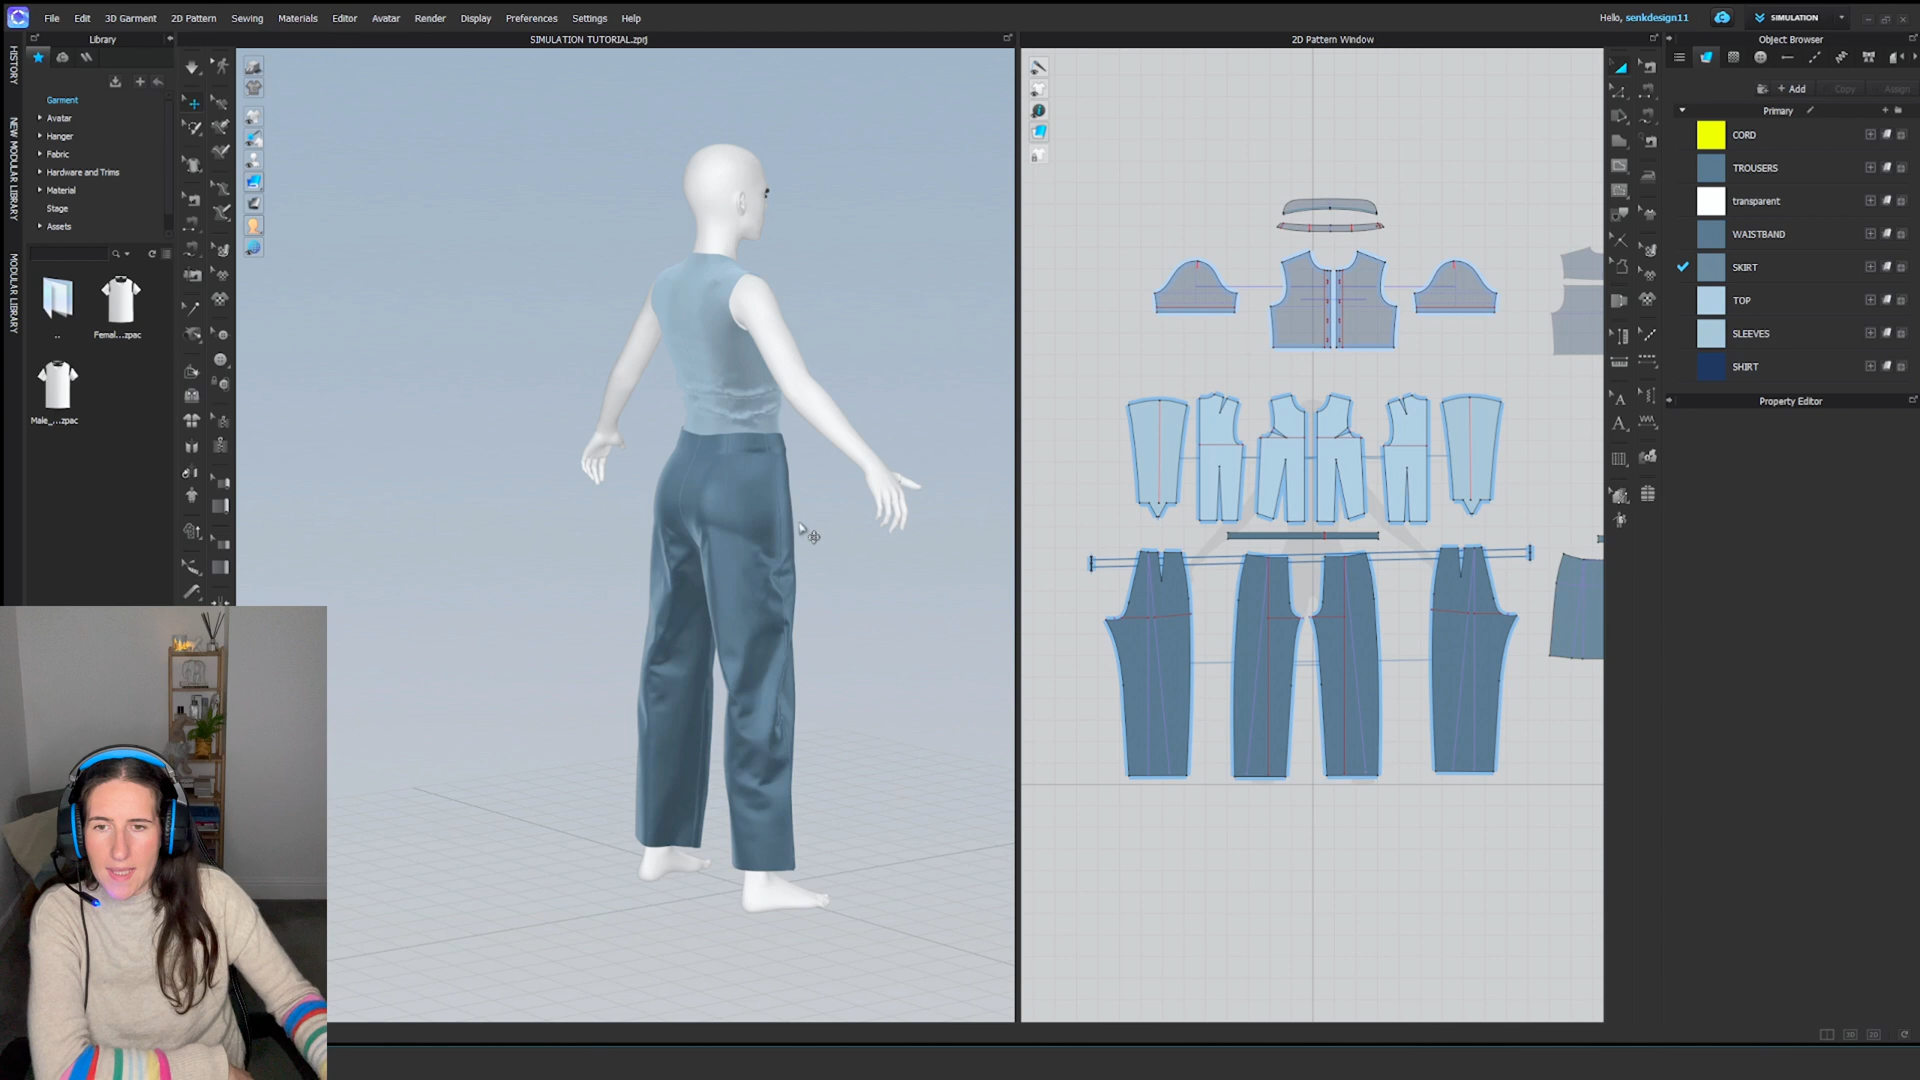 File Edit 3D Garment 2D Pattern Sewing Materials Editor Avatar Render Display Preferences Settings Help
Hello, senkdesign11
SIMULATION
Library
SIMULATION TUTORIAL.zprj
2D Pattern Window
Object Browser
HISTORY
NEW MODULAR LIBRARY
MODULAR LIBRARY
Garment
Avatar
Hanger
Fabric
Hardware and Trims
Material
Stage
Assets
..
Femal...zpac
Male_...zpac
+ Add
Copy
Assign
Primary
CORD
TROUSERS
transparent
WAISTBAND
SKIRT
TOP
SLEEVES
SHIRT
Property Editor
3D
2D